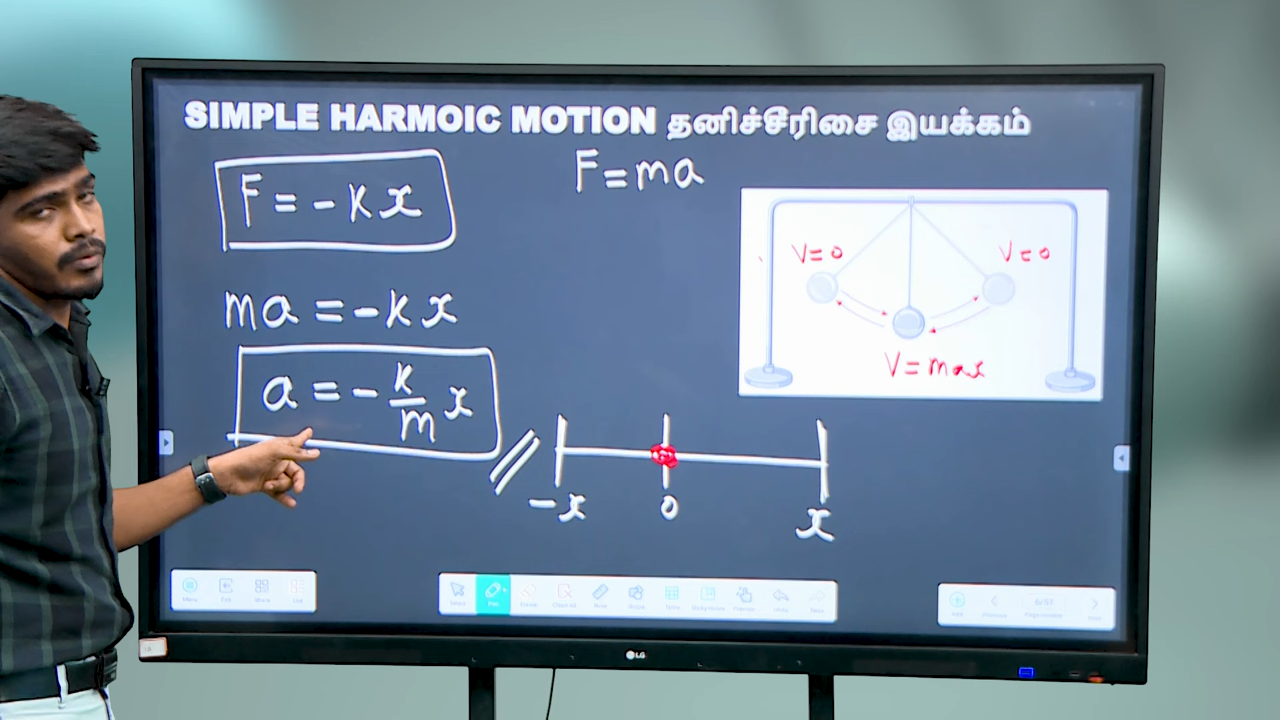 SIMPLE HARMOIC MOTION தனிச்சீரிசை இயக்கம்
F = -kx
F=ma
ma = -kx
a = - k/m x
V=0
V=0
V=max
-x
0
x
LG